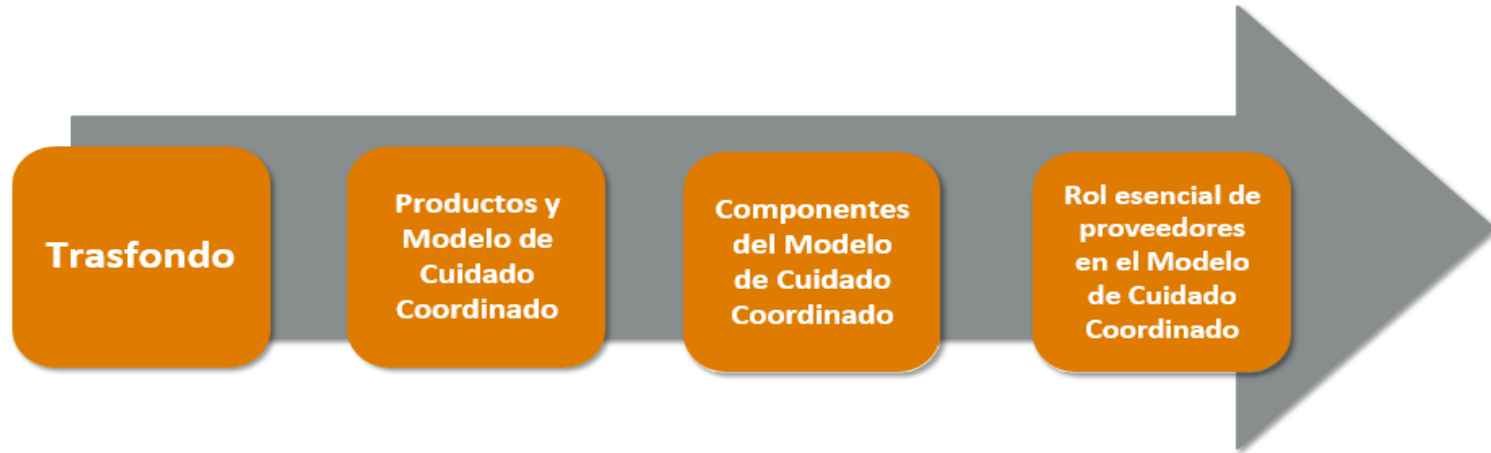 Trasfondo
Productos y
Modelo de
Cuidado
Coordinado
Componentes
del Modelo
de Cuidado
Coordinado
Rol esencial de
proveedores
en el Modelo
de Cuidado
Coordinado